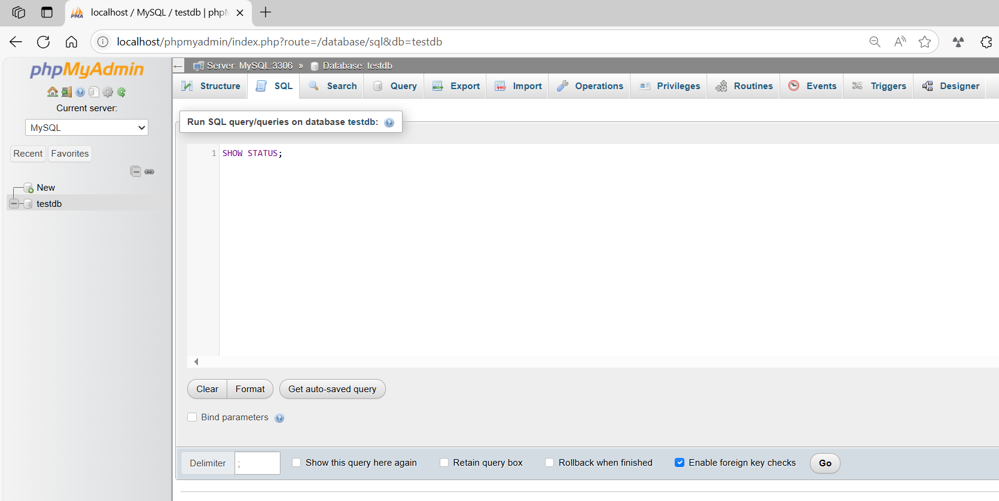 localhost / MySQL / testdb | phpM
localhost/phpmyadmin/index.php?route=/database/sql&db=testdb
phpMyAdmin
Current server:
MySQL
Recent
Favorites
New
testdb
Server: MySQL:3306 » Database: testdb
Structure
SQL
Search
Query
Export
Import
Operations
Privileges
Routines
Events
Triggers
Designer
Run SQL query/queries on database testdb:
1 SHOW STATUS;
Clear
Format
Get auto-saved query
Bind parameters
Delimiter ;
Show this query here again
Retain query box
Rollback when finished
Enable foreign key checks
Go